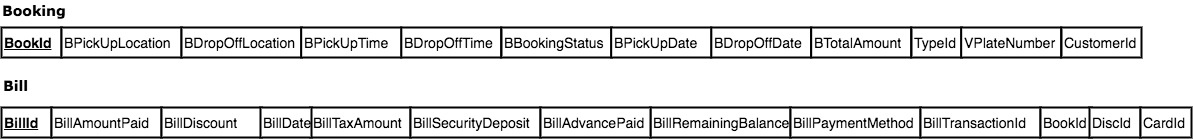 Booking
BookId BPickUpLocation BDropOffLocation BPickUpTime BDropOffTime BBookingStatus BPickUpDate BDropOffDate BTotalAmount TypeId VPlateNumber CustomerId
Bill
BillId BillAmountPaid BillDiscount BillDate BillTaxAmount BillSecurityDeposit BillAdvancePaid BillRemainingBalance BillPaymentMethod BillTransactionId BookId DiscId CardId